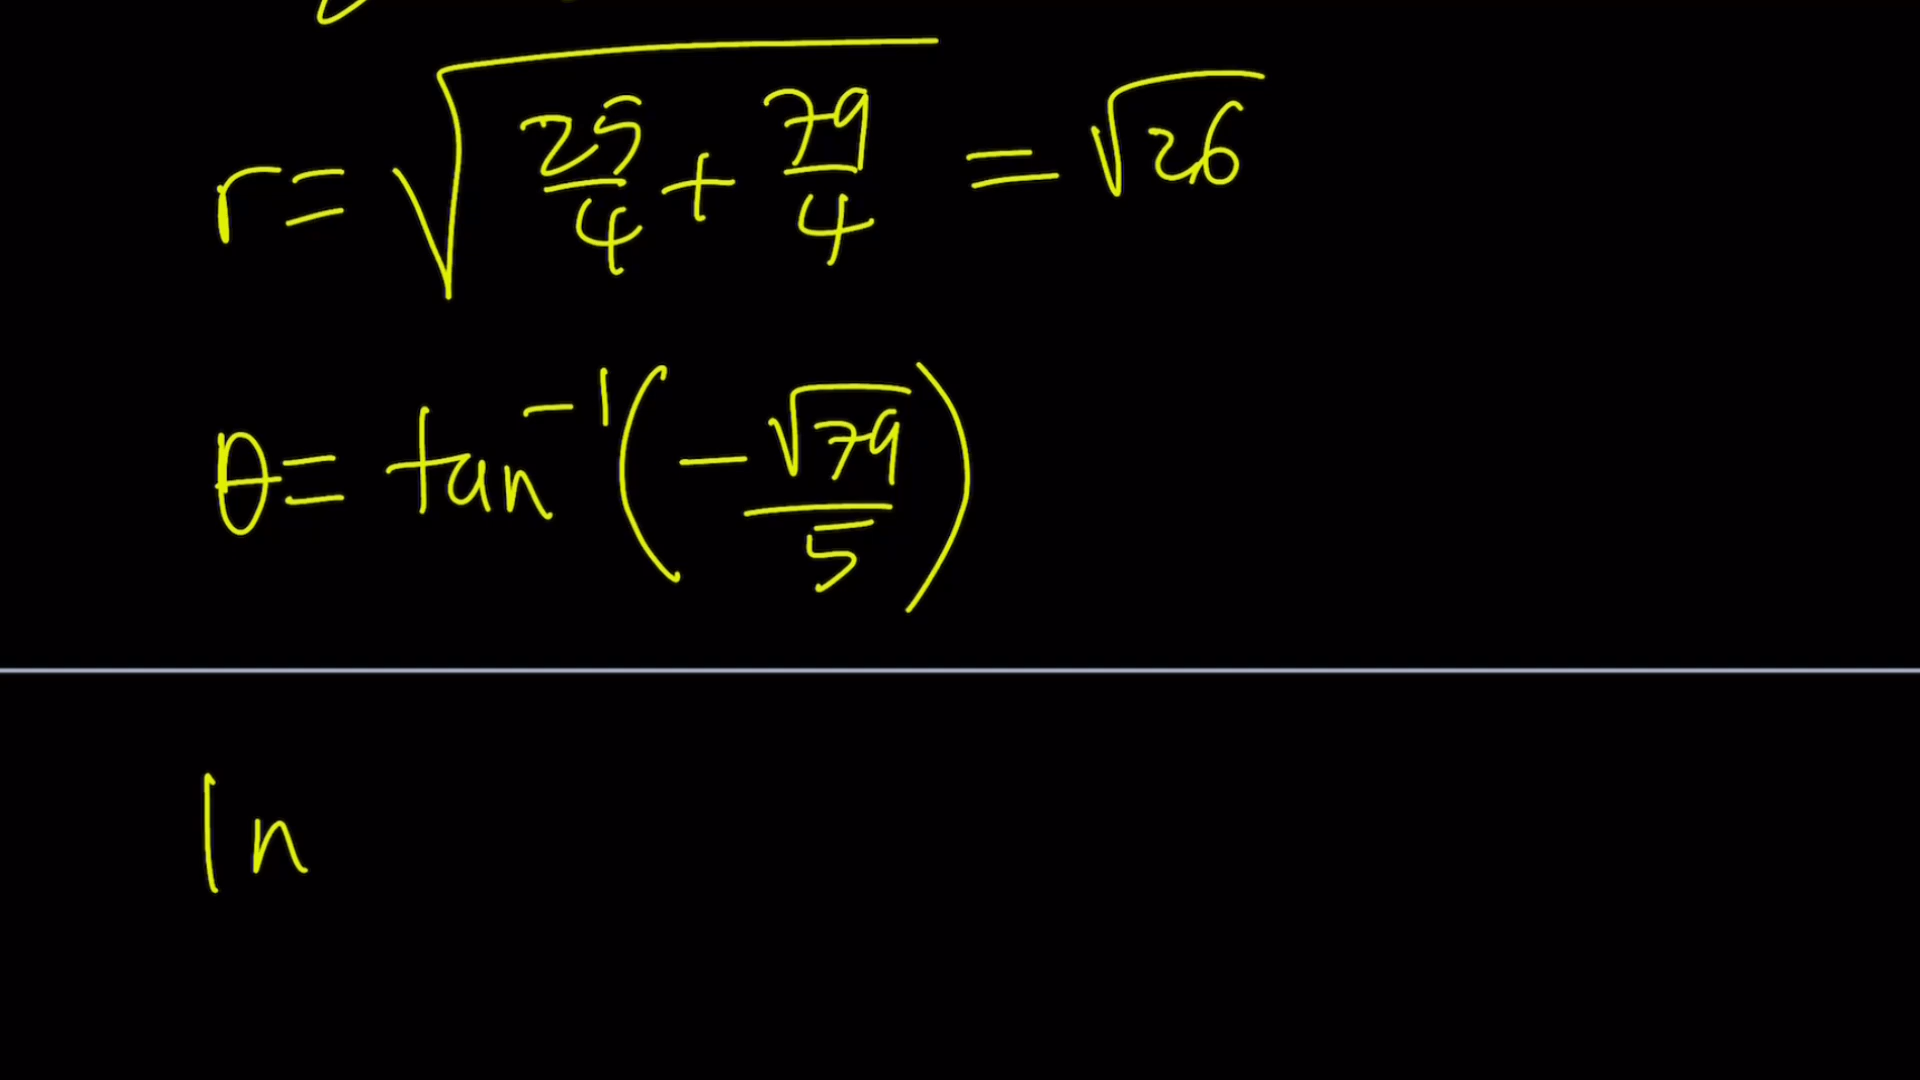 r = √(25/4 + 79/4) = √26
θ = tan⁻¹(-√79/5)
ln